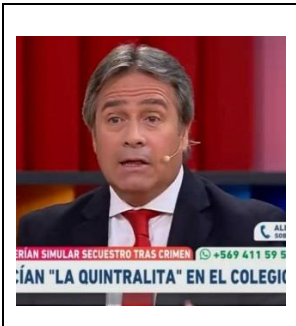 ERÍAN SIMULAR SECUESTRO TRAS CRIMEN
+569 411 59 5
CÍAN "LA QUINTRALITA" EN EL COLEGIO